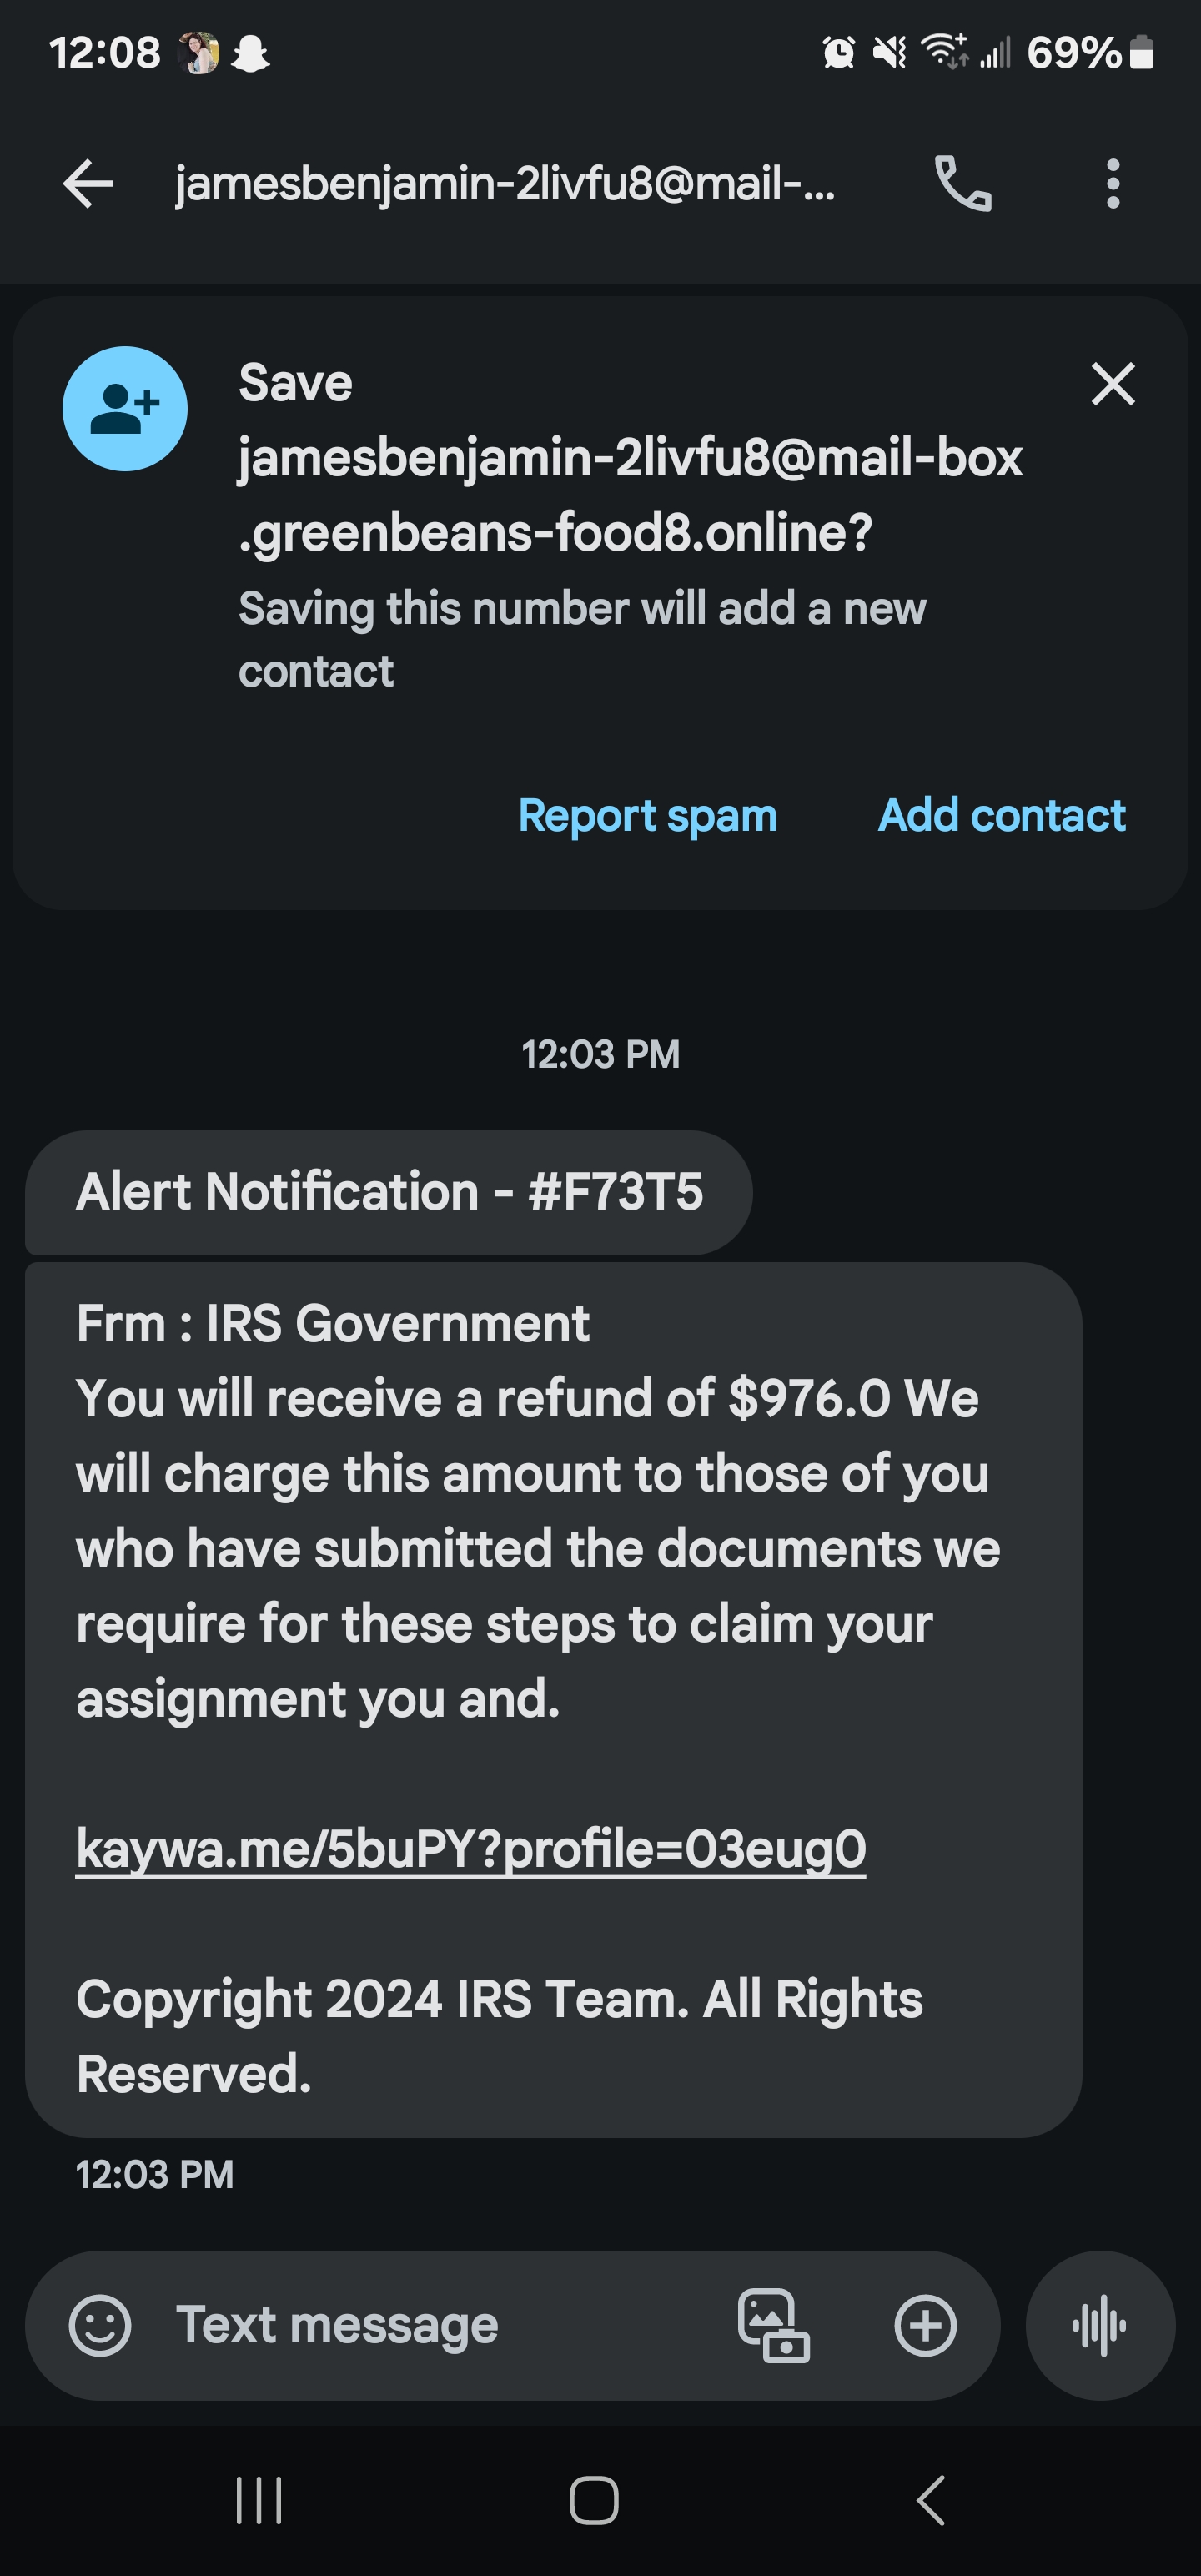 12:08
69%
jamesbenjamin-2livfu8@mail-...
Save
jamesbenjamin-2livfu8@mail-box
.greenbeans-food8.online?
Saving this number will add a new
contact
Report spam Add contact
12:03 PM
Alert Notification - #F73T5
Frm : IRS Government
You will receive a refund of $976.0 We
will charge this amount to those of you
who have submitted the documents we
require for these steps to claim your
assignment you and.
kaywa.me/5buPY?profile=03eug0
Copyright 2024 IRS Team. All Rights
Reserved.
12:03 PM
Text message